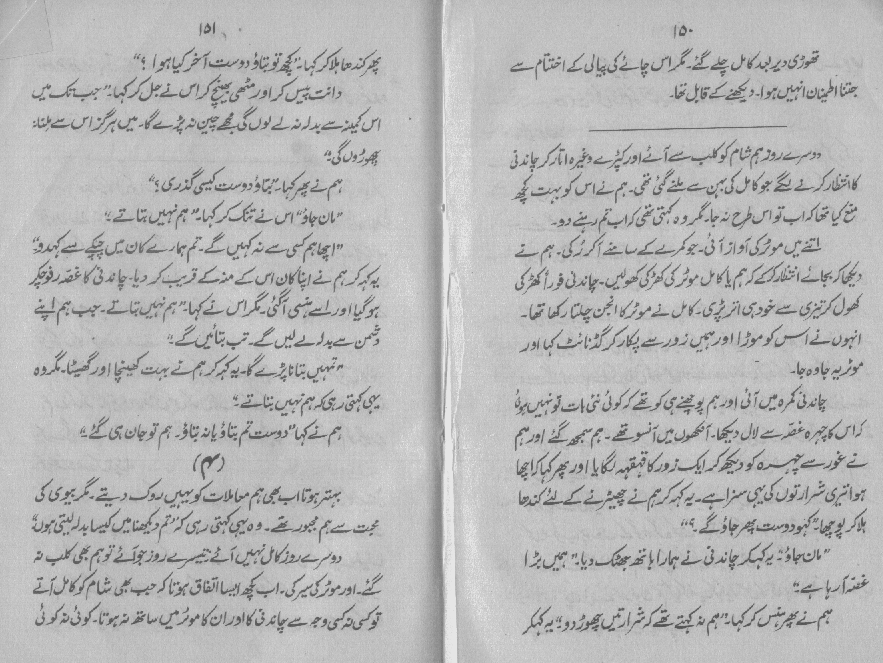 ۱۵۰
تھوڑی دیر بعد کامل چلے گئے۔ مگر اس چائے کی پیالی کے اختتام سے
جتنا اطمینان انہیں ہوا۔ دیکھنے کے قابل تھا۔
دوسرے روز ہم شام کو کلب سے آئے اور کپڑے وغیرہ اتار کر چاندنی
کا انتظار کرنے لگے جو کامل کی بہن سے ملنے گئی تھی۔ ہم نے اس کو بہت کچھ
منع کیا تھا کہ اب تو اس طرح نہ جا۔ مگر وہ کہتی تھی کہ اب تم رہنے دو۔
اتنے میں موٹر کی آواز آئی۔ جو کمرے کے سامنے آ کر رکی۔ ہم نے
دیکھا کہ بجائے انتظار کرنے کے ہم یا کامل موٹر کی کھڑکی کھولیں۔ چاندنی فوراً کھڑکی
کھول کر تیزی سے خود ہی اتر پڑی۔ کامل نے موٹر کا انجن چلتا رکھا تھا۔
انہوں نے اس کو موڑا اور ہمیں زور سے پکار کر گڈ نائٹ کہا اور
موٹر یہ جا وہ جا۔
چاندنی کمرہ میں آئی اور ہم پوچھنے ہی کو تھے کہ کوئی نئی بات تو نہیں ہوئی
کہ اس کا چہرہ غصہ سے لال دیکھا۔ آنکھوں میں آنسو تھے۔ ہم سمجھ گئے اور ہم
نے غور سے چہرہ کو دیکھ کر ایک زور کا قہقہہ لگایا اور پھر کہا کہ اچھا
ہوا تیری شرارتوں کی یہی سزا ہے۔ یہ کہہ کر ہم نے چھیڑنے کے لئے کندھا
ہلا کر پوچھا۔ "کہو دوست پھر جاؤ گے۔؟"
"مان جاؤ"۔ یہ کہہ کر چاندنی نے ہمارا ہاتھ جھٹک دیا۔ "ہمیں بڑا
غصہ آ رہا ہے"
ہم نے پھر ہنس کر کہا۔ "ہم نہ کہتے تھے کہ شرارتیں چھوڑ دو"۔ یہ کہہ کر
۱۵۱
پھر کندھا ہلا کر کہا۔ "کچھ تو بتاؤ دوست آخر کیا ہوا ؟"
دانت پیس کر اور مٹھی بھینچ کر اس نے جل کر کہا۔ "جب تک میں
اس کمینہ سے بدلہ نہ لے لوں گی مجھے چین نہ پڑے گا۔ میں ہرگز اس سے ملنا نہ
چھوڑوں گی۔"
ہم نے پھر کہا۔ "بتاؤ دوست کیسی گذری ؟"
"مان جاؤ" اس نے تنک کر کہا۔ "ہم نہیں بتاتے۔"
"اچھا ہم کسی سے نہ کہیں گے۔ تم ہمارے کان میں چپکے سے کہدو"
یہ کہہ کر ہم نے اپنا کان اس کے منہ کے قریب کر دیا۔ چاندنی کا غصہ رفو چکر
ہو گیا اور اسے ہنسی آ گئی۔ مگر اس نے کہا۔ "ہم نہیں بتاتے۔ جب ہم اپنے
دشمن سے بدلہ لے لیں گے۔ تب بتائیں گے۔"
"تمہیں بتانا پڑے گا۔ یہ کہہ کر ہم نے بہت کھینچا اور گھسیٹا۔ مگر وہ
یہی کہتی رہی کہ ہم نہیں بتاتے۔"
ہم نے کہا "دوست تم بتاؤ یا نہ بتاؤ۔ ہم تو جان ہی گئے۔"
(۴)
بہتر ہوتا اب بھی ہم معاملات کو یہیں روک دیتے۔ مگر بیوی کی
محبت سے ہم مجبور تھے۔ وہ یہی کہتی رہی کہ "تم دیکھنا میں کیسا بدلہ لیتی ہوں"
دوسرے روز کامل نہیں آئے، تیسرے روز جو آئے تو ہم بھی کلب نہ
گئے۔ اور موٹر کی سیر کی۔ اب کچھ ایسا اتفاق ہوتا کہ جب بھی شام کو کامل آتے
تو کسی نہ کسی وجہ سے چاندنی کا اور ان کا موٹر میں ساتھ نہ ہوتا۔ کوئی نہ کوئی